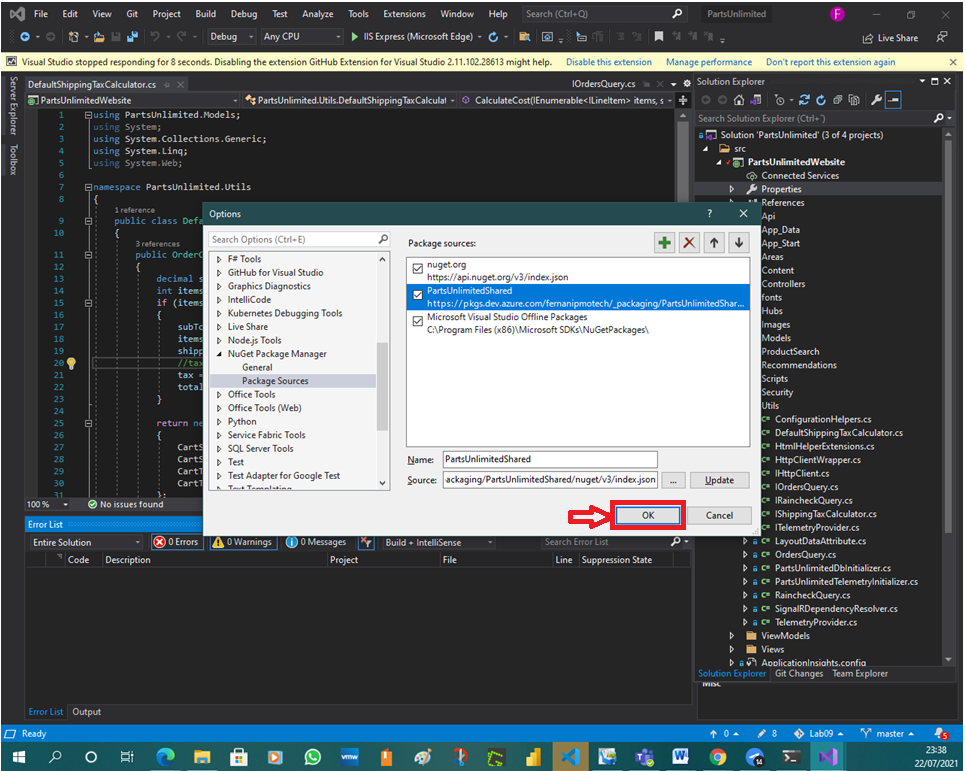 File Edit View Git Project Build Debug Test Analyze Tools Extensions Window Help Search (Ctrl+Q) PartsUnlimited F
Debug Any CPU IIS Express (Microsoft Edge) Live Share
Visual Studio stopped responding for 8 seconds. Disabling the extension GitHub Extension for Visual Studio 2.11.102.28613 might help. Disable this extension Manage performance Don't report this extension again
Server Explorer
Toolbox
DefaultShippingTaxCalculator.cs IOrdersQuery.cs
PartsUnlimitedWebsite PartsUnlimited.Utils.DefaultShippingTaxCalculat CalculateCost(IEnumerable<ILineItem> items, s
1 using PartsUnlimited.Models;
2 using System;
3 using System.Collections.Generic;
4 using System.Linq;
5 using System.Web;
6
7 namespace PartsUnlimited.Utils
8 {
1 reference
9 public class Defa
10 {
3 references
11 public OrderC
12 {
13 decimal s
14 int items
15 if (items
16 {
17 subTo
18 items
19 shipp
20 //tax
21 tax =
22 total
23 }
24
25 return ne
26 {
27 CartS
28 CartS
29 CartT
30 CartT
31 };
100 % No issues found
Options ?
Search Options (Ctrl+E)
F# Tools
GitHub for Visual Studio
Graphics Diagnostics
IntelliCode
Kubernetes Debugging Tools
Live Share
Node.js Tools
NuGet Package Manager
General
Package Sources
Office Tools
Office Tools (Web)
Python
Service Fabric Tools
SQL Server Tools
Test
Test Adapter for Google Test
Text Templating
Package sources:
nuget.org
https://api.nuget.org/v3/index.json
PartsUnlimitedShared
https://pkgs.dev.azure.com/fernanipmotech/_packaging/PartsUnlimitedShar...
Microsoft Visual Studio Offline Packages
C:\Program Files (x86)\Microsoft SDKs\NuGetPackages\
Name: PartsUnlimitedShared
Source: ackaging/PartsUnlimitedShared/nuget/v3/index.json ... Update
OK Cancel
Solution Explorer
Search Solution Explorer (Ctrl+´)
Solution 'PartsUnlimited' (3 of 4 projects)
src
PartsUnlimitedWebsite
Connected Services
Properties
References
Api
App_Data
App_Start
Areas
Content
Controllers
fonts
Hubs
Images
Models
ProductSearch
Recommendations
Scripts
Security
Utils
C# ConfigurationHelpers.cs
C# DefaultShippingTaxCalculator.cs
C# HtmlHelperExtensions.cs
C# HttpClientWrapper.cs
C# IHttpClient.cs
C# IOrdersQuery.cs
C# IRaincheckQuery.cs
C# IShippingTaxCalculator.cs
C# ITelemetryProvider.cs
C# LayoutDataAttribute.cs
C# OrdersQuery.cs
C# PartsUnlimitedDbInitializer.cs
C# PartsUnlimitedTelemetryInitializer.cs
C# RaincheckQuery.cs
C# SignalRDependencyResolver.cs
C# TelemetryProvider.cs
ViewModels
Views
ApplicationInsights.config
Solution Explorer Git Changes Team Explorer
Misc
Error List
Entire Solution 0 Errors 0 Warnings 0 Messages Build + IntelliSense Search Error List
Code Description Project File Line Suppression State
Error List Output
Ready 0 8 Lab09 master 5
vmw W 14
23:38
22/07/2021